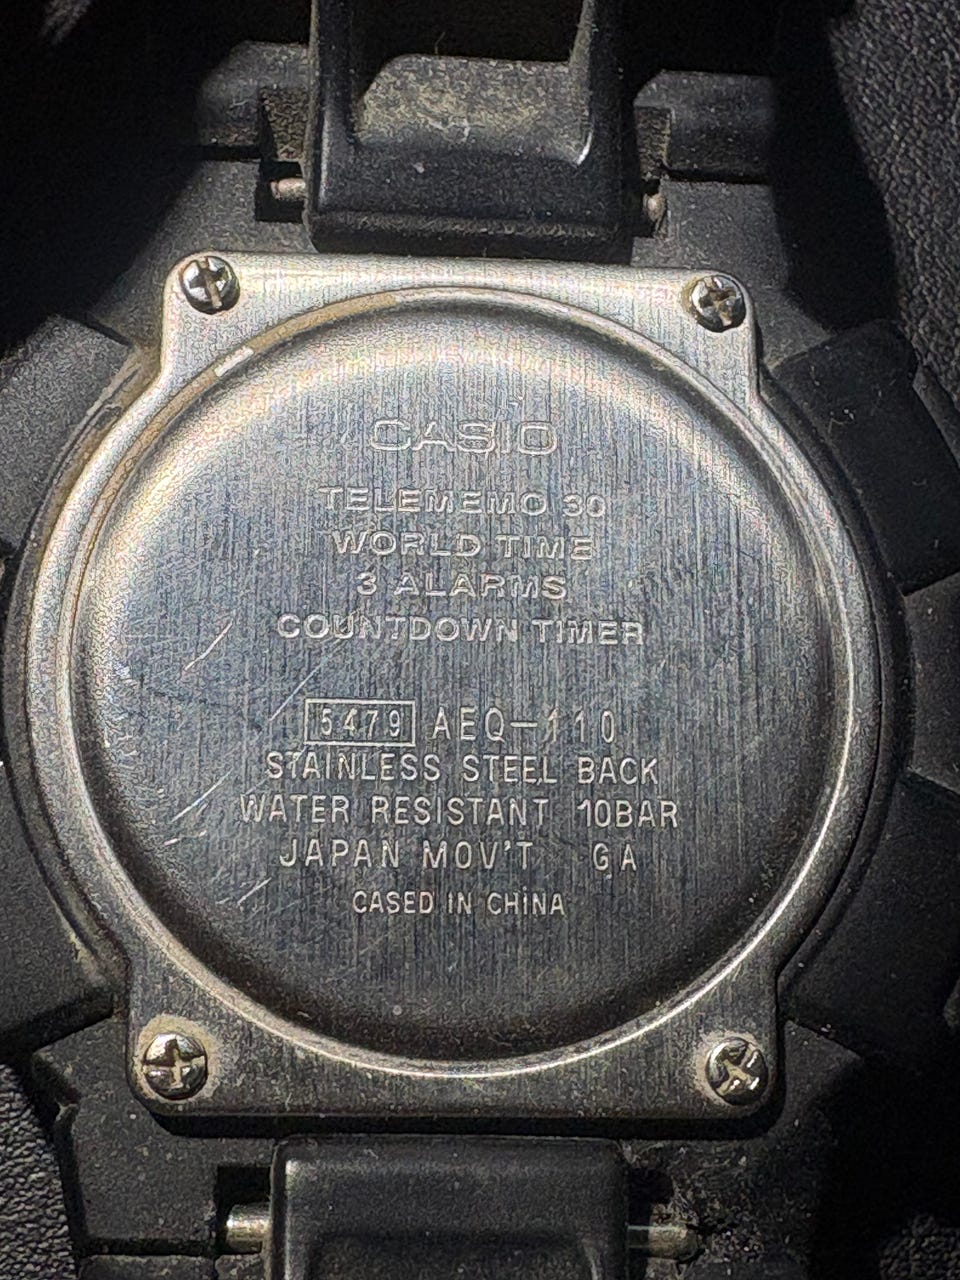 CASIO
TELEMEMO 30
WORLD TIME
3 ALARMS
COUNTDOWN TIMER
5479 AEQ-110
STAINLESS STEEL BACK
WATER RESISTANT 10BAR
JAPAN MOV'T GA
CASED IN CHINA